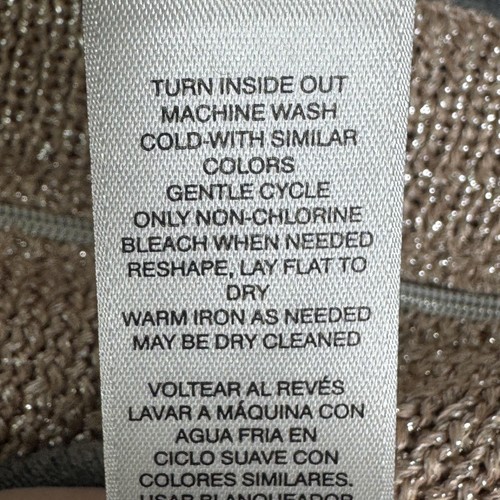 TURN INSIDE OUT
MACHINE WASH
COLD-WITH SIMILAR
COLORS
GENTLE CYCLE
ONLY NON-CHLORINE
BLEACH WHEN NEEDED
RESHAPE, LAY FLAT TO
DRY
WARM IRON AS NEEDED
MAY BE DRY CLEANED
VOLTEAR AL REVÉS
LAVAR A MÁQUINA CON
AGUA FRIA EN
CICLO SUAVE CON
COLORES SIMILARES.
USAR BLANQUEADOR